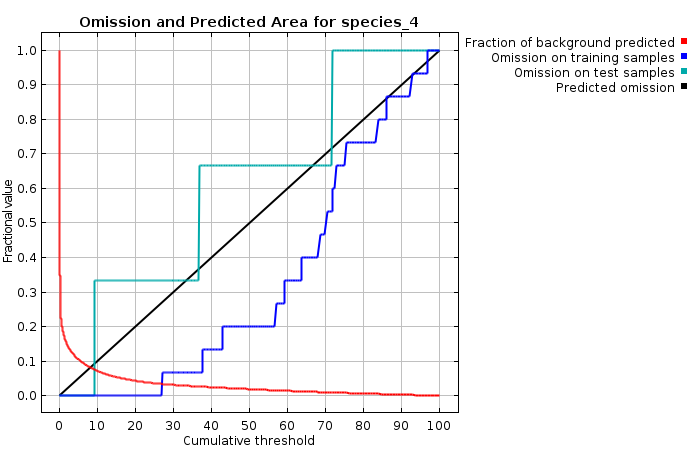 Omission and Predicted Area for species_4
Fraction of background predicted
Omission on training samples
Omission on test samples
Predicted omission
Fractional value
1.0
0.9
0.8
0.7
0.6
0.5
0.4
0.3
0.2
0.1
0.0
0 10 20 30 40 50 60 70 80 90 100
Cumulative threshold